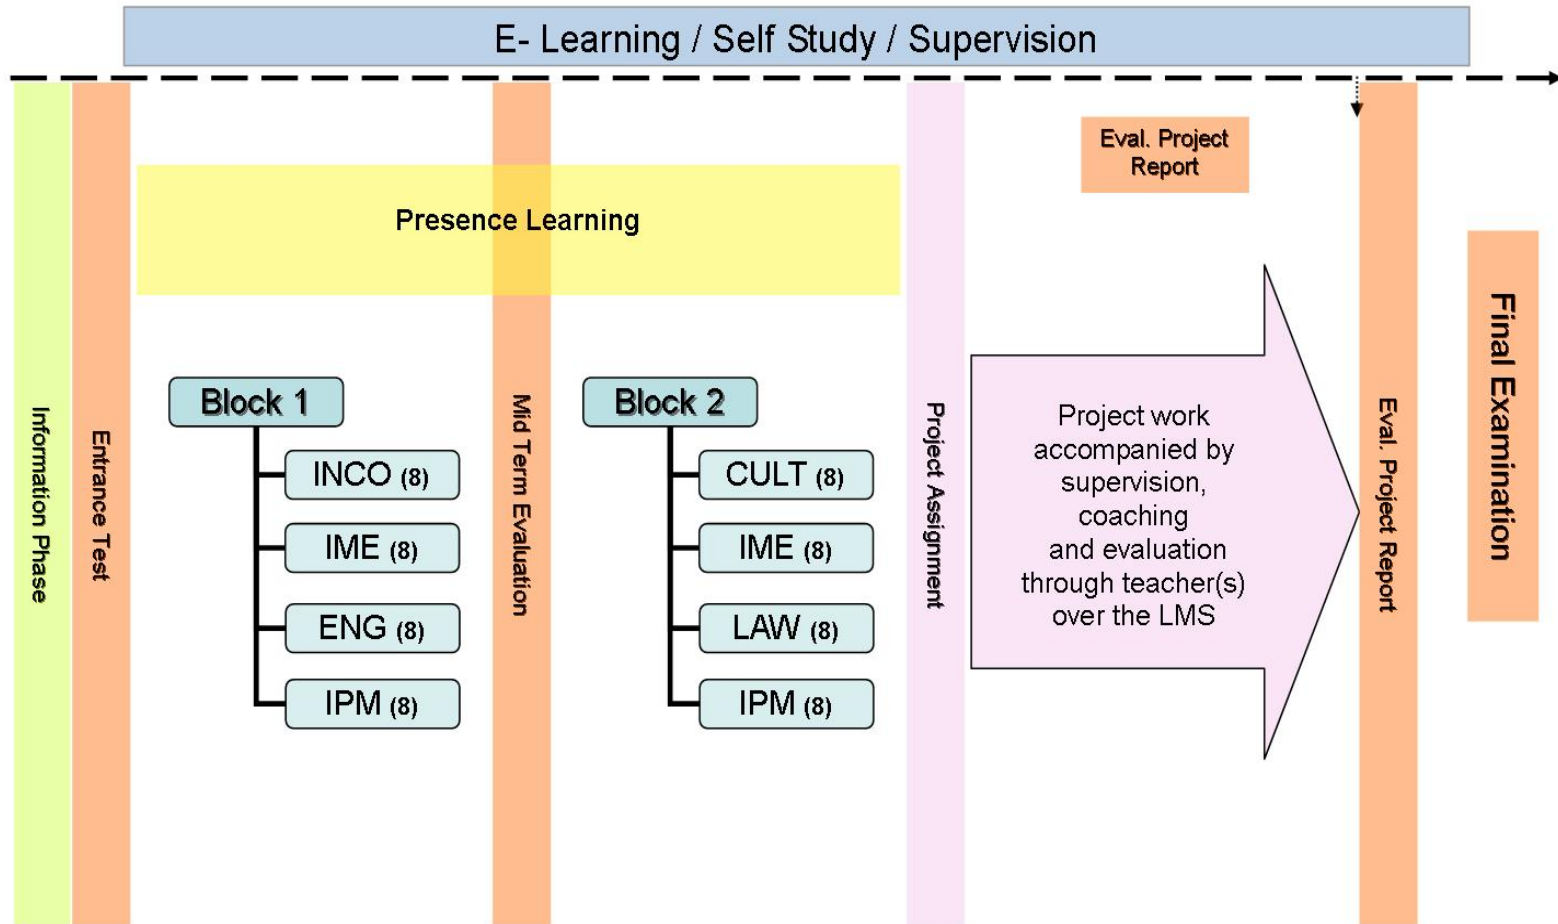 E- Learning / Self Study / Supervision
Information Phase
Entrance Test
Presence Learning
Block 1
INCO (8)
IME (8)
ENG (8)
IPM (8)
Mid Term Evaluation
Block 2
CULT (8)
IME (8)
LAW (8)
IPM (8)
Project Assignment
Eval. Project
Report
Project work
accompanied by
supervision,
coaching
and evaluation
through teacher(s)
over the LMS
Eval. Project Report
Final Examination